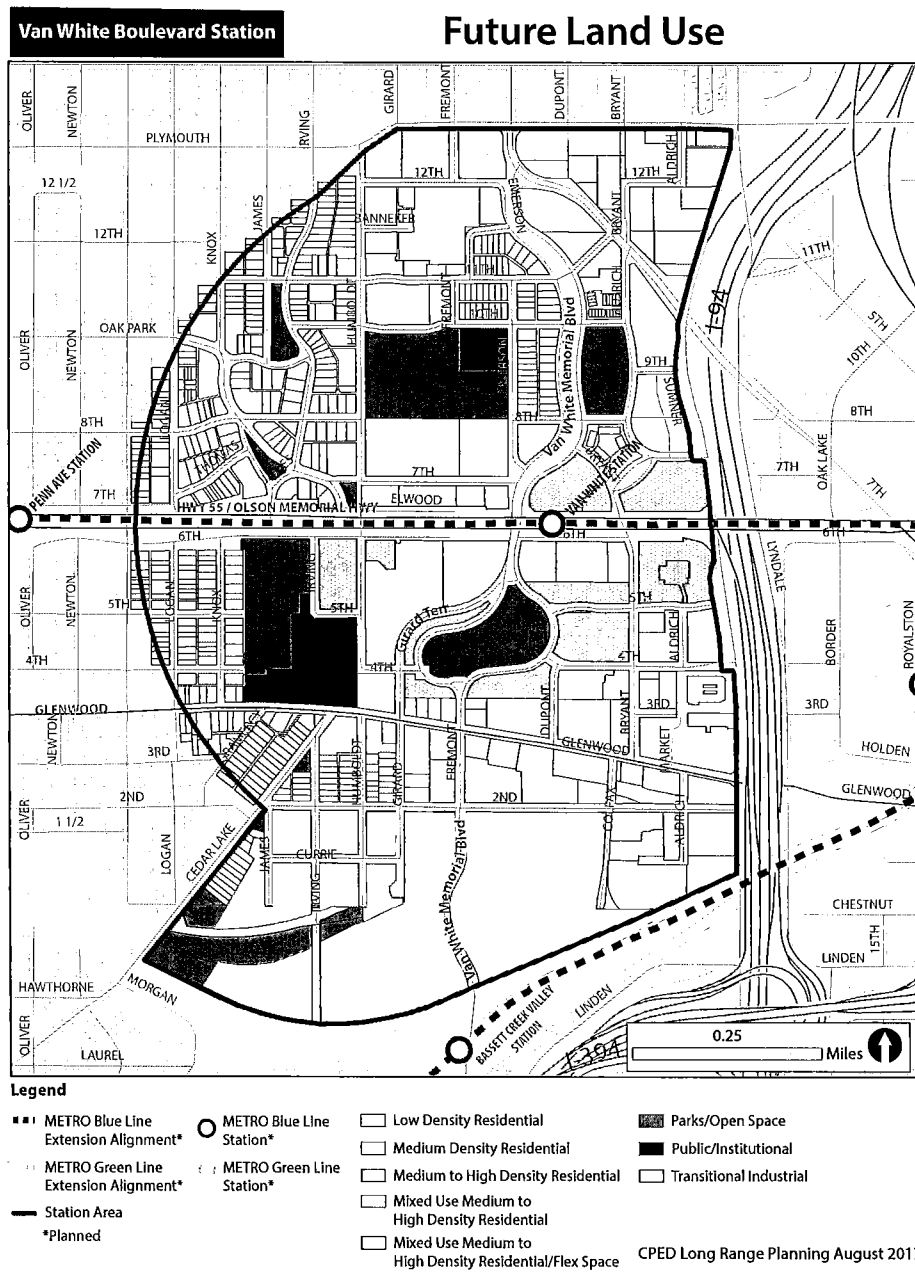 Van White Boulevard Station
Future Land Use
OLIVER
NEWTON
IRVING
GIRARD
FREMONT
DUPONT
BRYANT
PLYMOUTH
12 1/2
JAMES
12TH
EMERSON
12TH
ALDRICH
BANNEKER
BRYANT
12TH
KNOX
11TH
11TH
I-94
HUMBOLDT
FREMONT
10TH
Van White Memorial Blvd
5TH
OAK PARK
OLIVER
NEWTON
10TH
9TH
SUMNER
8TH
8TH
8TH
PENN AVE STATION
THOMAS
VAN WHITE STATION
OAK LAKE
7TH
7TH
7TH
7TH
ELWOOD
HWY 55 / OLSON MEMORIAL HWY
6TH
6TH
6TH
LYNDALE
OLIVER
NEWTON
LOGAN
KNOX
IRVING
5TH
5TH
5TH
Girard Terr
ALDRICH
BORDER
ROYALSTON
4TH
4TH
4TH
GLENWOOD
NEWTON
DUPONT
BRYANT
3RD
3RD
3RD
MARKET
GLENWOOD
HOLDEN
HUMBOLDT
GIRARD
FREMONT
GLENWOOD
OLIVER
2ND
2ND
COLFAX
ALDRICH
1 1/2
LOGAN
CEDAR LAKE
JAMES
CURRIE
IRVING
Van White Memorial Blvd
CHESTNUT
15TH
LINDEN
HAWTHORNE
MORGAN
OLIVER
LAUREL
BASSETT CREEK VALLEY
STATION
LINDEN
I-394
0.25
Miles
Legend
METRO Blue Line
Extension Alignment*
METRO Green Line
Extension Alignment*
Station Area
*Planned
METRO Blue Line
Station*
METRO Green Line
Station*
Low Density Residential
Medium Density Residential
Medium to High Density Residential
Mixed Use Medium to
High Density Residential
Mixed Use Medium to
High Density Residential/Flex Space
Parks/Open Space
Public/Institutional
Transitional Industrial
CPED Long Range Planning August 2017